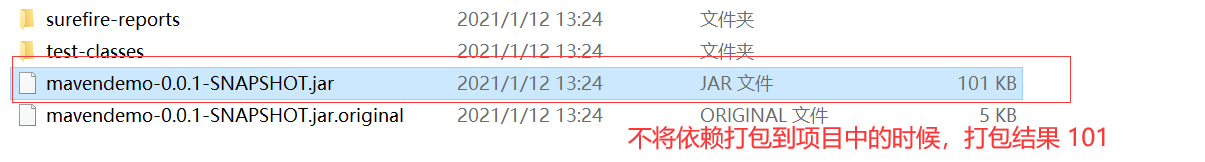 surefire-reports 2021/1/12 13:24 文件夹
test-classes 2021/1/12 13:24 文件夹
mavendemo-0.0.1-SNAPSHOT.jar 2021/1/12 13:24 JAR 文件 101 KB
mavendemo-0.0.1-SNAPSHOT.jar.original 2021/1/12 13:24 ORIGINAL 文件 5 KB
不将依赖打包到项目中的时候，打包结果 101